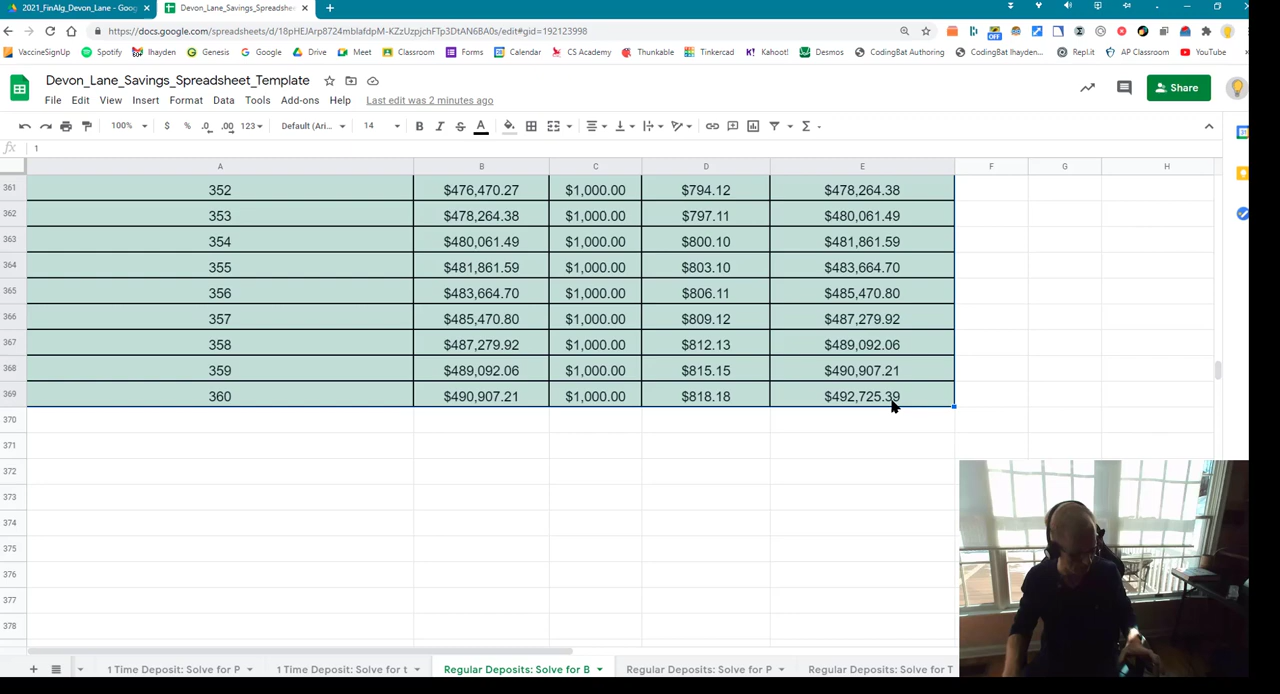 2021_FinAlg_Devon_Lane - Goog
Devon_Lane_Savings_Spreadshee
https://docs.google.com/spreadsheets/d/18pHEJArp8724mblafdpM-KZzUzpjchFTp3DtAN6BA0s/edit#gid=192123998
VaccineSignUp Spotify lhayden Genesis Google Drive Meet Classroom Forms Calendar CS Academy Thunkable Tinkercad Kahoot! Desmos CodingBat Authoring CodingBat lhayden... Repl.it AP Classroom YouTube
Devon_Lane_Savings_Spreadsheet_Template
Share
File Edit View Insert Format Data Tools Add-ons Help Last edit was 2 minutes ago
100% $ % .0 .00 123 Default (Ari... 14 B I S A
fx 1
A B C D E F G H
361 352 $476,470.27 $1,000.00 $794.12 $478,264.38
362 353 $478,264.38 $1,000.00 $797.11 $480,061.49
363 354 $480,061.49 $1,000.00 $800.10 $481,861.59
364 355 $481,861.59 $1,000.00 $803.10 $483,664.70
365 356 $483,664.70 $1,000.00 $806.11 $485,470.80
366 357 $485,470.80 $1,000.00 $809.12 $487,279.92
367 358 $487,279.92 $1,000.00 $812.13 $489,092.06
368 359 $489,092.06 $1,000.00 $815.15 $490,907.21
369 360 $490,907.21 $1,000.00 $818.18 $492,725.39
370
371
372
373
374
375
376
377
378
1 Time Deposit: Solve for P 1 Time Deposit: Solve for t Regular Deposits: Solve for B Regular Deposits: Solve for P Regular Deposits: Solve for T